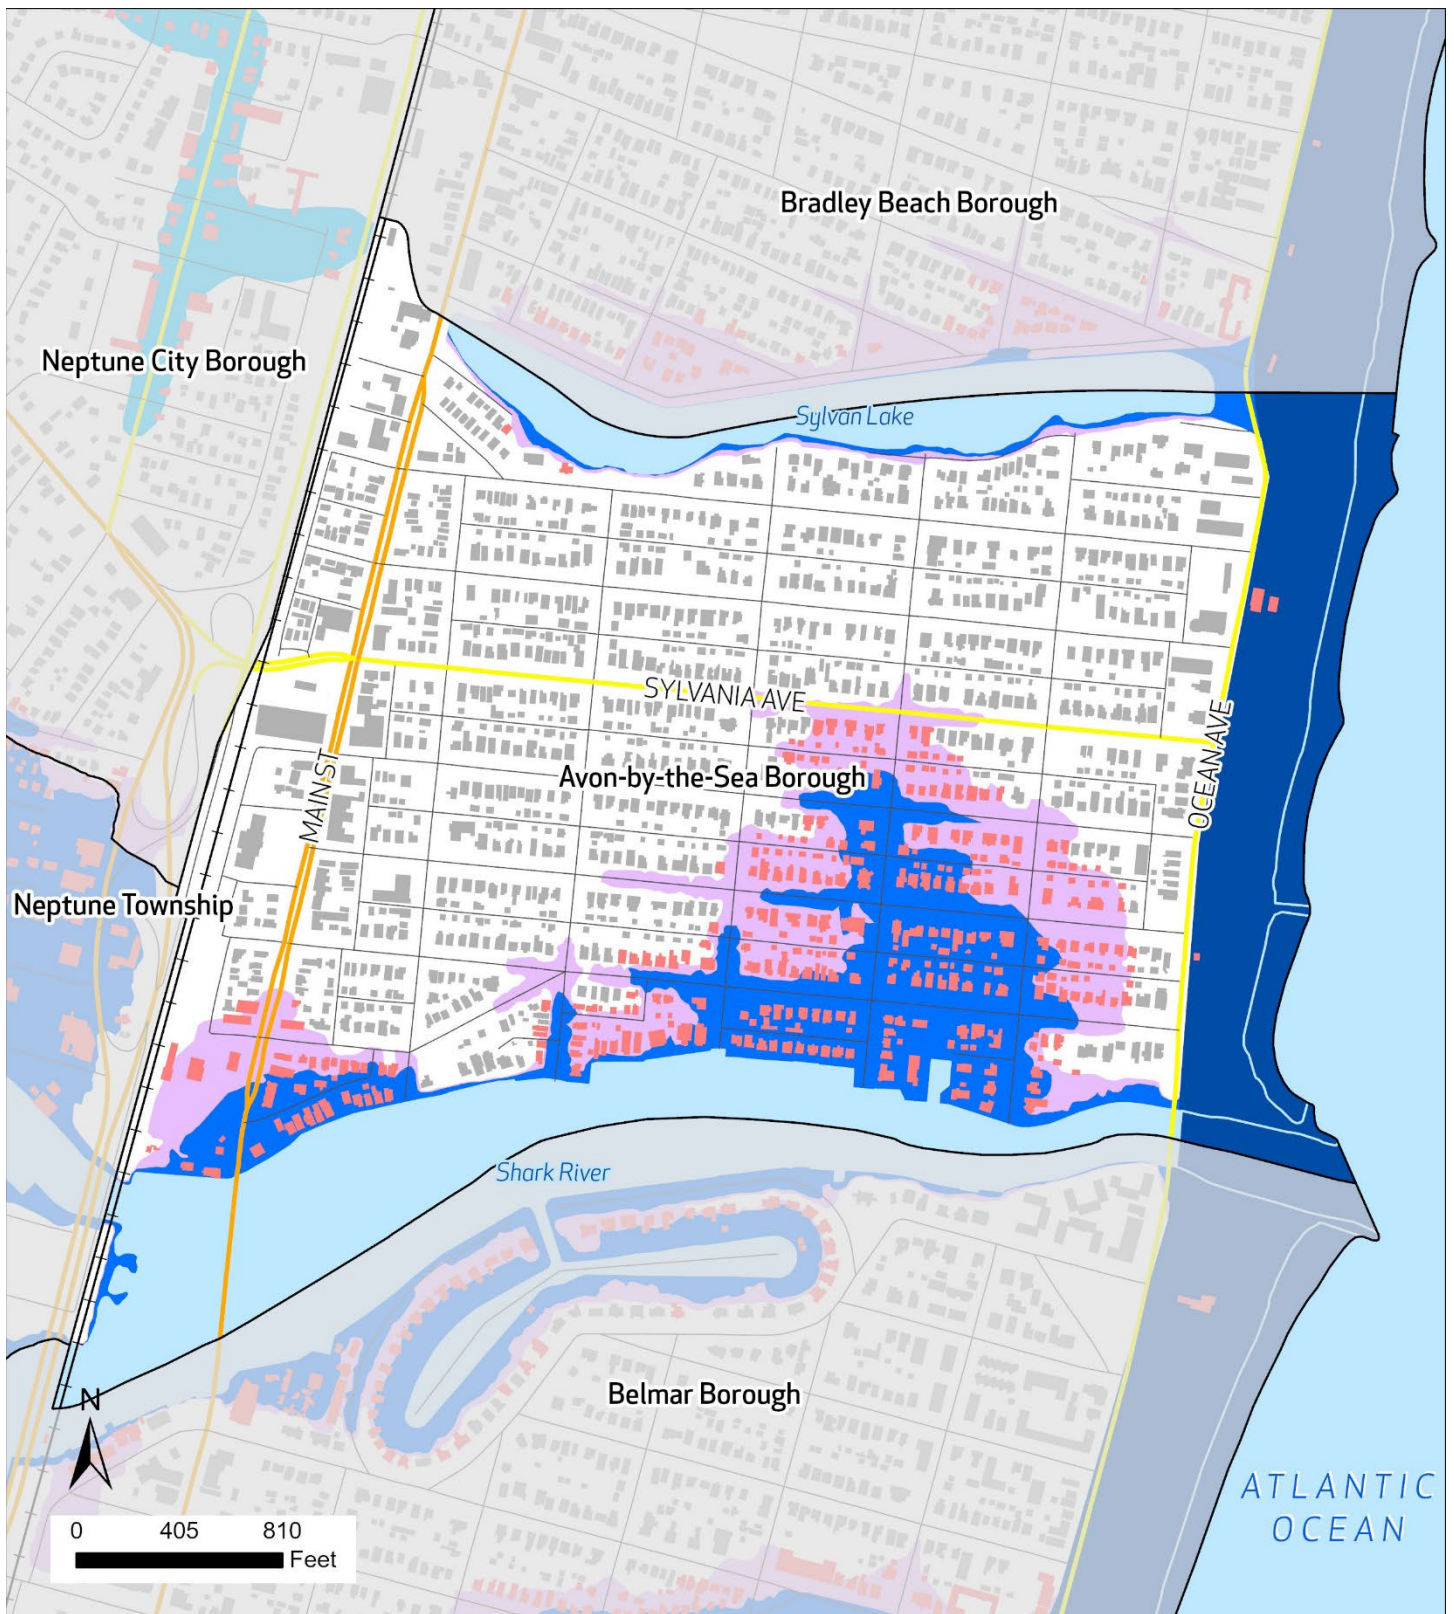 Bradley Beach Borough
Neptune City Borough
Sylvan Lake
SYLVANIA AVE
OCEAN AVE
Avon-by-the-Sea Borough
MAIN ST
Neptune Township
Shark River
Belmar Borough
N
ATLANTIC
OCEAN
0 405 810
Feet